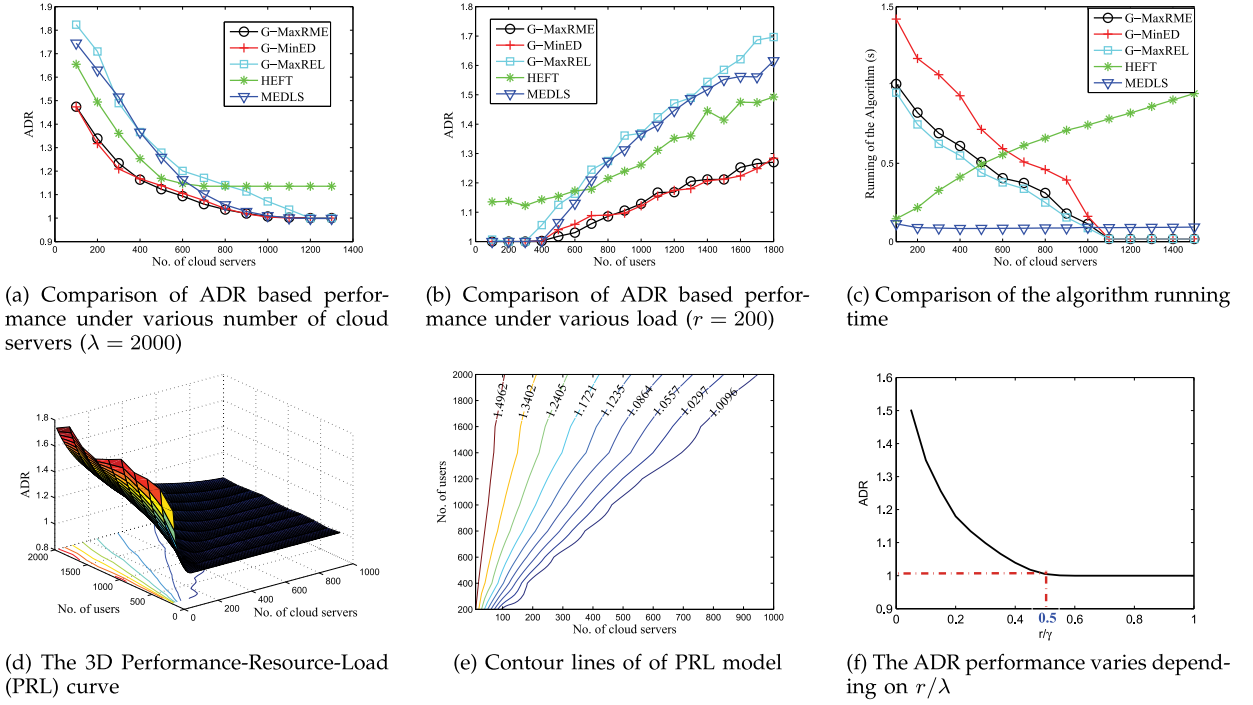 1.9
1.8
1.7
1.6
1.5
1.4
1.3
1.2
1.1
1
0.9
ADR
0 200 400 600 800 1000 1200 1400
No. of cloud servers
G−MaxRME
G−MinED
G−MaxREL
HEFT
MEDLS
(a) Comparison of ADR based perfor-
mance under various number of cloud
servers (λ = 2000)
1.8
1.7
1.6
1.5
1.4
1.3
1.2
1.1
1
0.9
ADR
200 400 600 800 1000 1200 1400 1600 1800
No. of users
G−MaxRME
G−MinED
G−MaxREL
HEFT
MEDLS
(b) Comparison of ADR based perfor-
mance under various load (r = 200)
1.5
1
0.5
0
Running of the Algorithm (s)
200 400 600 800 1000 1200 1400
No. of cloud servers
G−MaxRME
G−MinED
G−MaxREL
HEFT
MEDLS
(c) Comparison of the algorithm running
time
1.8
1.6
1.4
1.2
1
0.8
ADR
2000
1500
1000
500
0
No. of users
0
200
400
600
800
1000
No. of cloud servers
(d) The 3D Performance-Resource-Load
(PRL) curve
2000
1800
1600
1400
1200
1000
800
600
400
200
No. of users
100 200 300 400 500 600 700 800 900 1000
No. of cloud servers
1.4962
1.3402
1.2405
1.1721
1.1235
1.0864
1.0557
1.0297
1.0096
(e) Contour lines of of PRL model
1.6
1.5
1.4
1.3
1.2
1.1
1
0.9
ADR
0 0.2 0.4 0.6 0.8 1
0.5
r/γ
(f) The ADR performance varies depend-
ing on r/λ